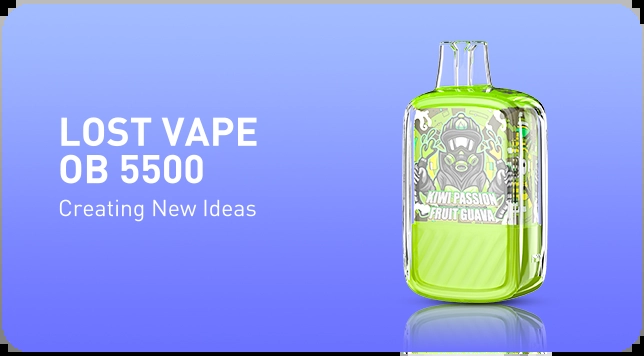 LOST VAPE
OB 5500
Creating New Ideas
KIWI PASSION
FRUIT GUAVA